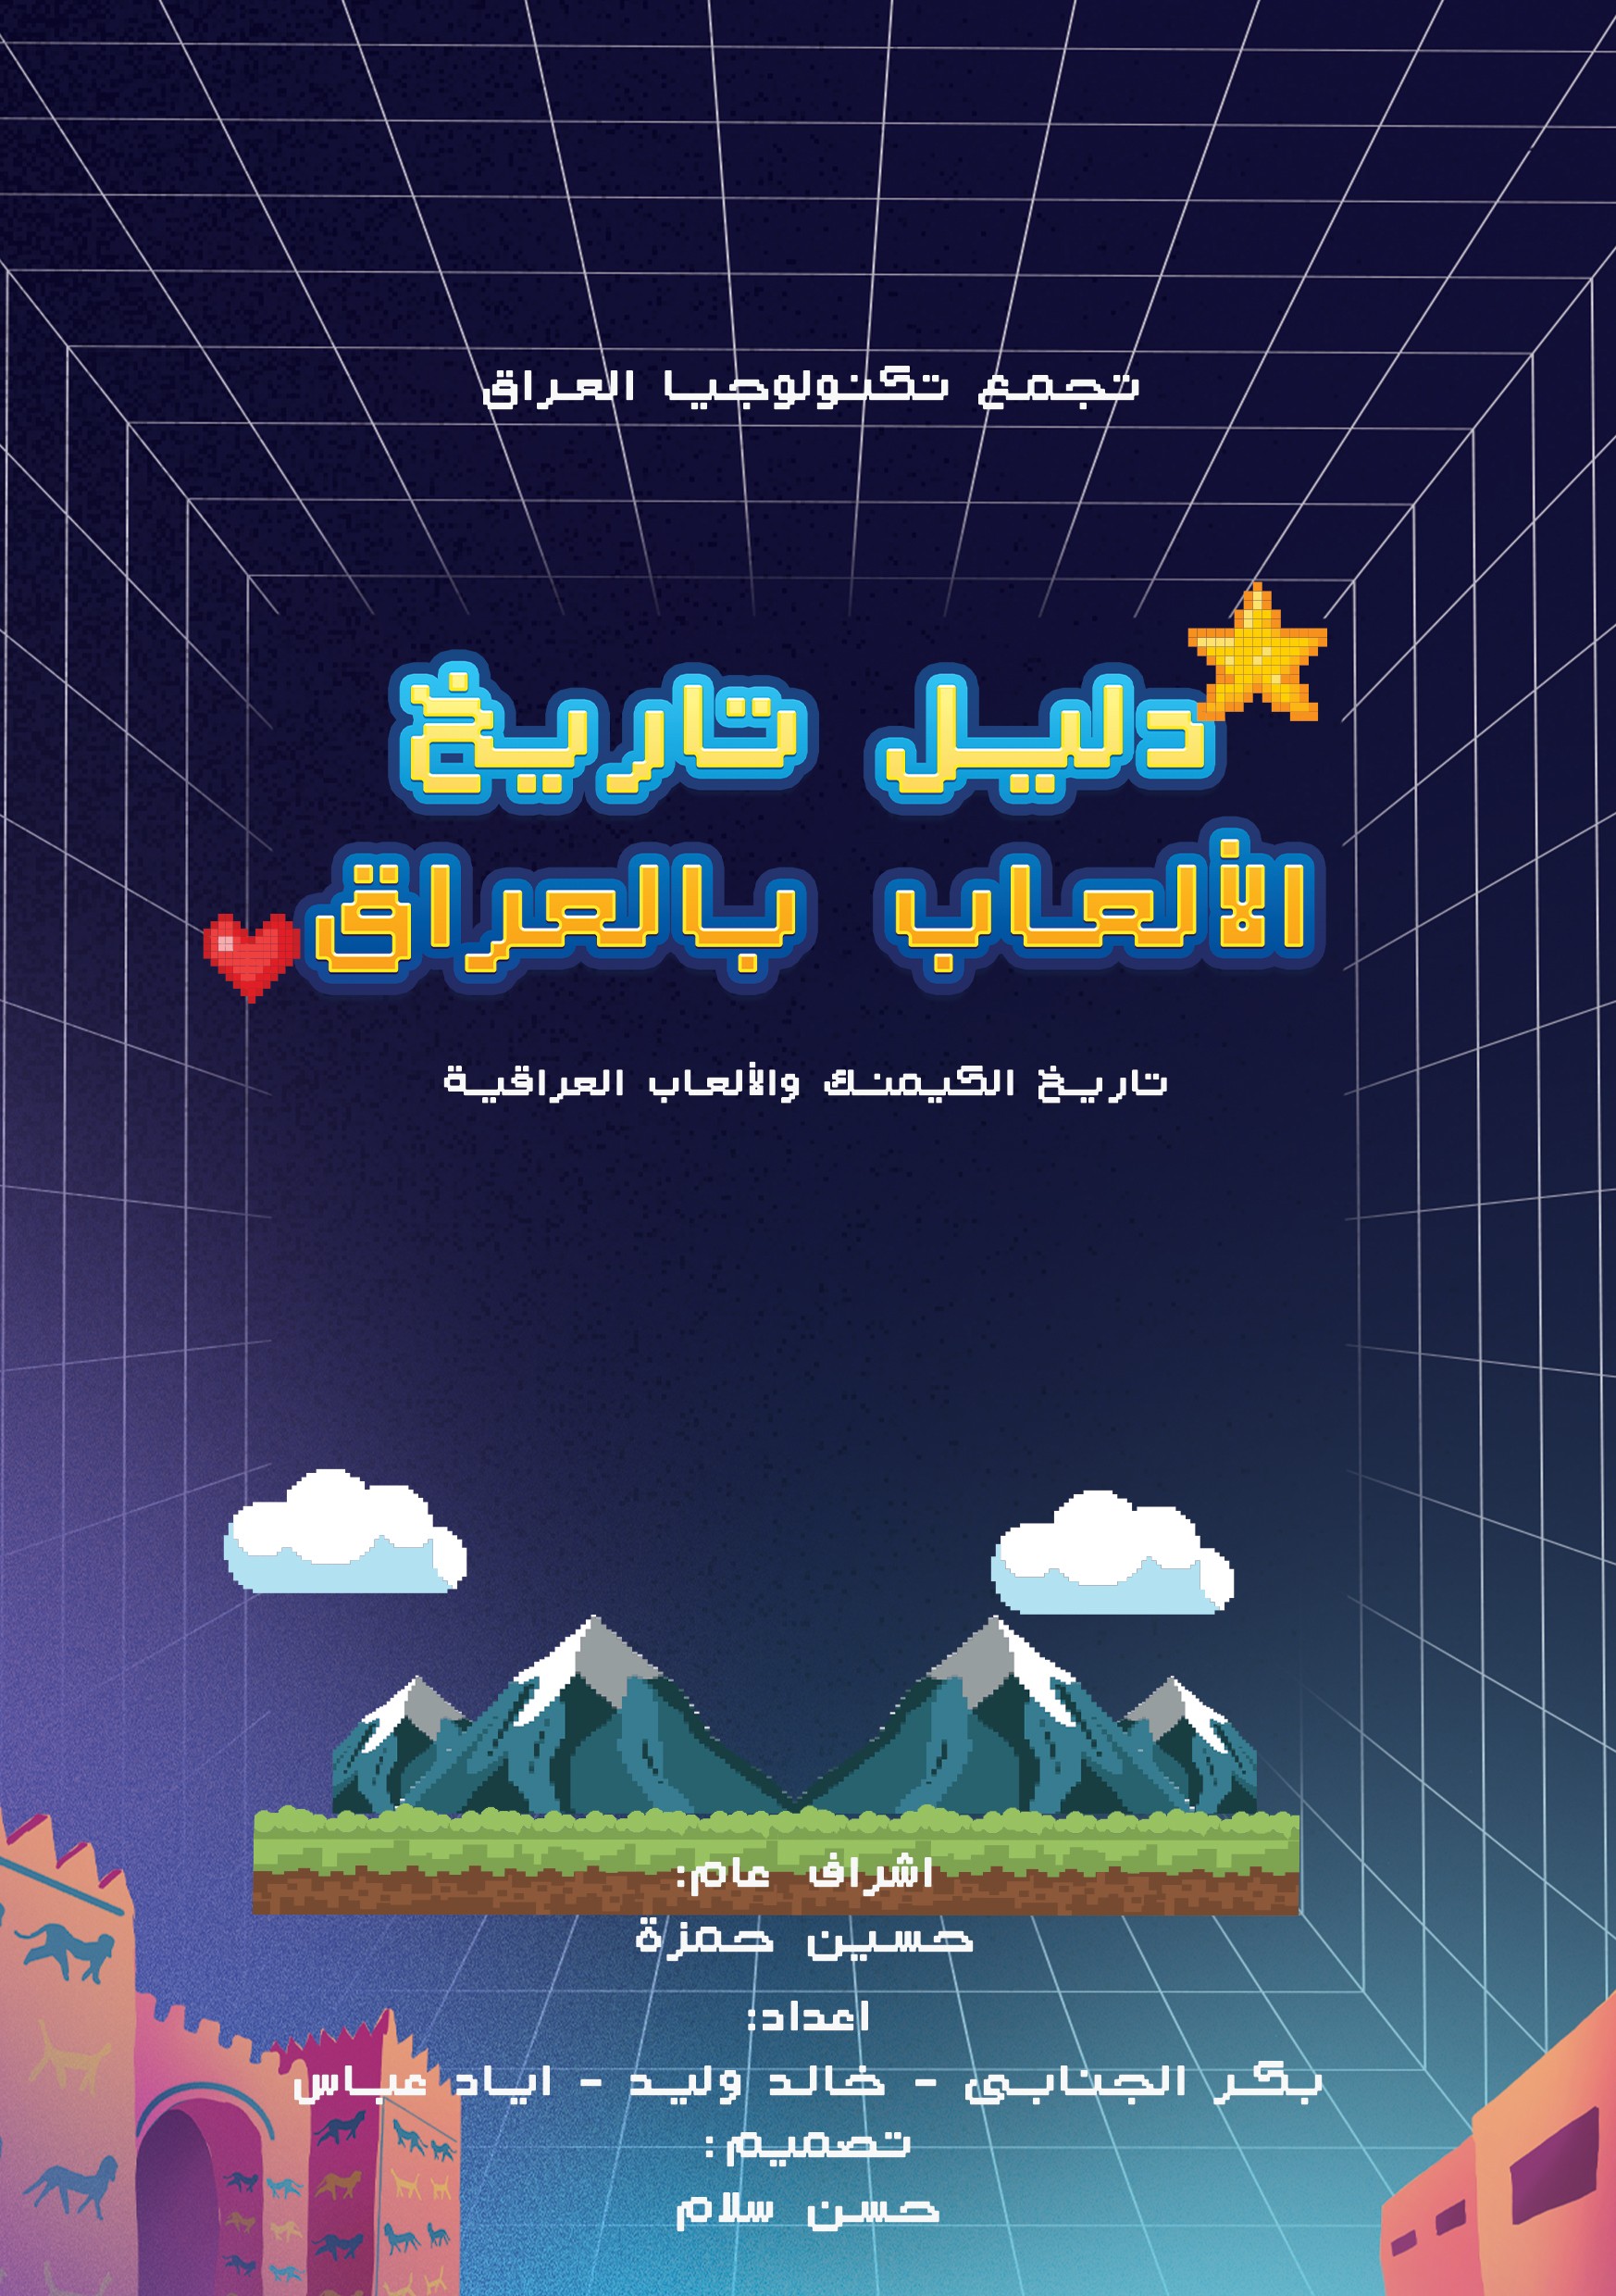 تجمع تكنولوجيا العراق
دليل تاريخ
الألعاب بالعراق
تاريخ الكيمنك والألعاب العراقية
اشراف عام:
حسين حمزة
اعداد:
بكر الجنابي - خالد وليد - اياد عباس
تصميم:
حسن سلام